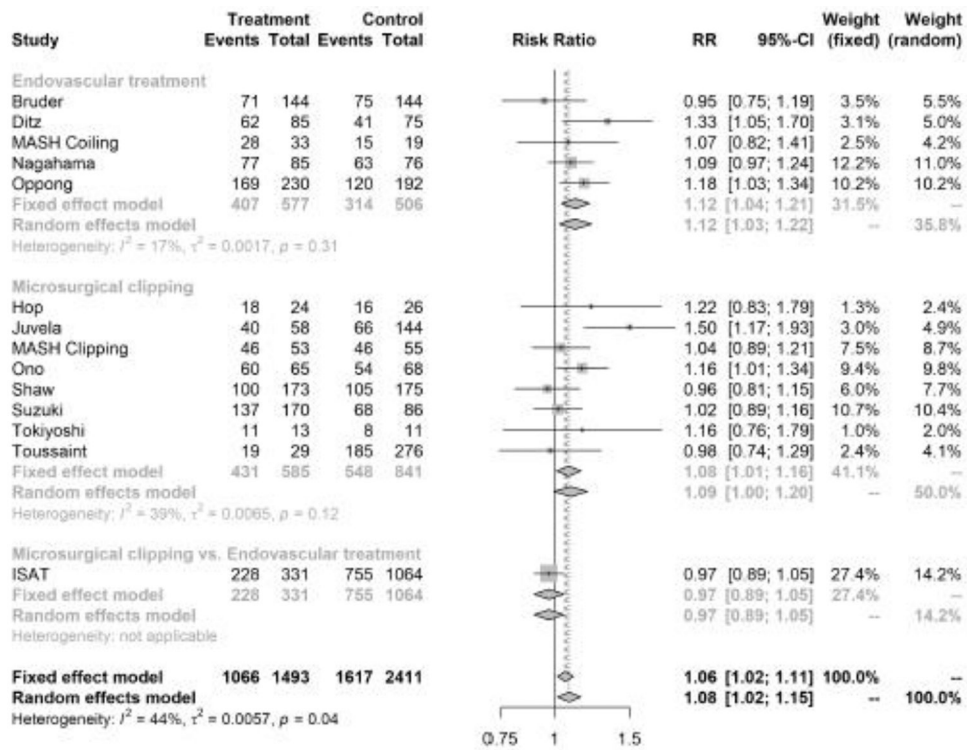 Treatment Control Weight Weight
Study Events Total Events Total Risk Ratio RR 95%-CI (fixed) (random)
Endovascular treatment
Bruder 71 144 75 144 0.95 [0.75; 1.19] 3.5% 5.5%
Ditz 62 85 41 75 1.33 [1.05; 1.70] 3.1% 5.0%
MASH Coiling 28 33 15 19 1.07 [0.82; 1.41] 2.5% 4.2%
Nagahama 77 85 63 76 1.09 [0.97; 1.24] 12.2% 11.0%
Oppong 169 230 120 192 1.18 [1.03; 1.34] 10.2% 10.2%
Fixed effect model 407 577 314 506 1.12 [1.04; 1.21] 31.5% --
Random effects model 1.12 [1.03; 1.22] -- 35.8%
Heterogeneity: I² = 17%, τ² = 0.0017, p = 0.31
Microsurgical clipping
Hop 18 24 16 26 1.22 [0.83; 1.79] 1.3% 2.4%
Juvela 40 58 66 144 1.50 [1.17; 1.93] 3.0% 4.9%
MASH Clipping 46 53 46 55 1.04 [0.89; 1.21] 7.5% 8.7%
Ono 60 65 54 68 1.16 [1.01; 1.34] 9.4% 9.8%
Shaw 100 173 105 175 0.96 [0.81; 1.15] 6.0% 7.7%
Suzuki 137 170 68 86 1.02 [0.89; 1.16] 10.7% 10.4%
Tokiyoshi 11 13 8 11 1.16 [0.76; 1.79] 1.0% 2.0%
Toussaint 19 29 185 276 0.98 [0.74; 1.29] 2.4% 4.1%
Fixed effect model 431 585 548 841 1.08 [1.01; 1.16] 41.1% --
Random effects model 1.09 [1.00; 1.20] -- 50.0%
Heterogeneity: I² = 39%, τ² = 0.0065, p = 0.12
Microsurgical clipping vs. Endovascular treatment
ISAT 228 331 755 1064 0.97 [0.89; 1.05] 27.4% 14.2%
Fixed effect model 228 331 755 1064 0.97 [0.89; 1.05] 27.4% --
Random effects model 0.97 [0.89; 1.05] -- 14.2%
Heterogeneity: not applicable
Fixed effect model 1066 1493 1617 2411 1.06 [1.02; 1.11] 100.0% --
Random effects model 1.08 [1.02; 1.15] -- 100.0%
Heterogeneity: I² = 44%, τ² = 0.0057, p = 0.04
0.75 1 1.5